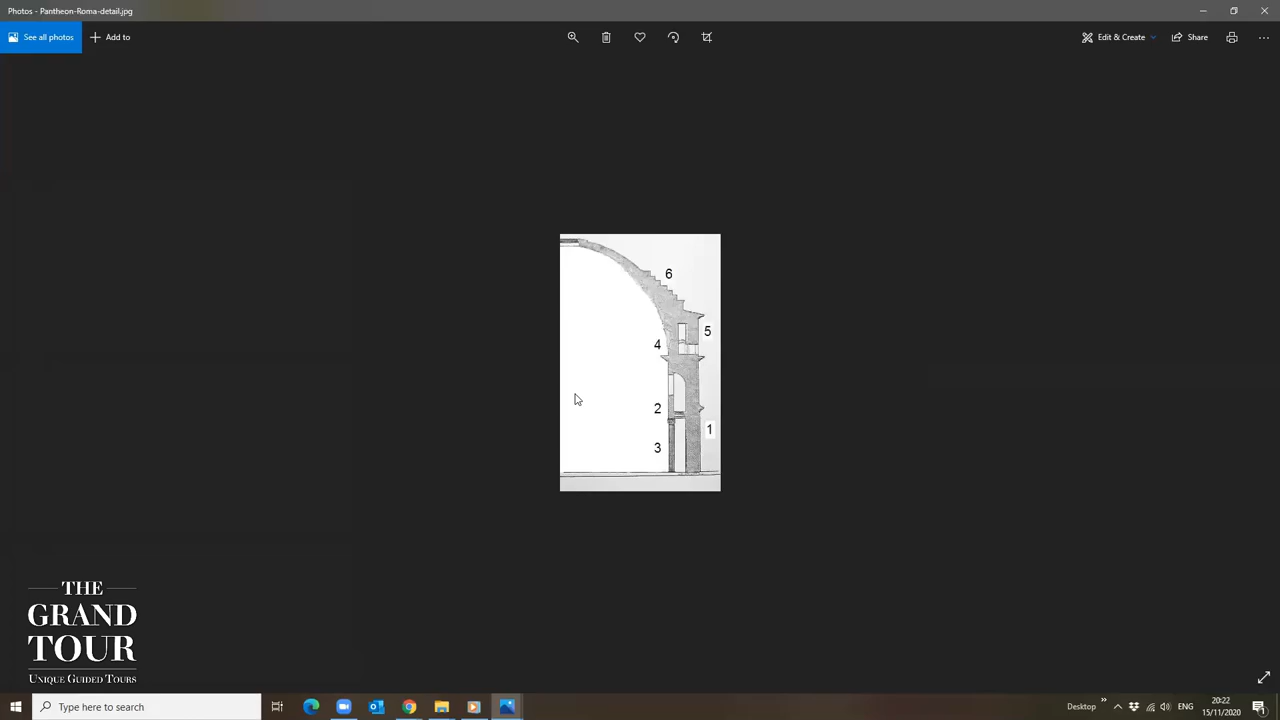 Photos - Pantheon-Roma-detail.jpg
See all photos
Add to
Edit & Create
Share
6
5
4
2
1
3
THE
GRAND
TOUR
UNIQUE GUIDED TOURS
Type here to search
Desktop
ENG
20:22
15/11/2020
1